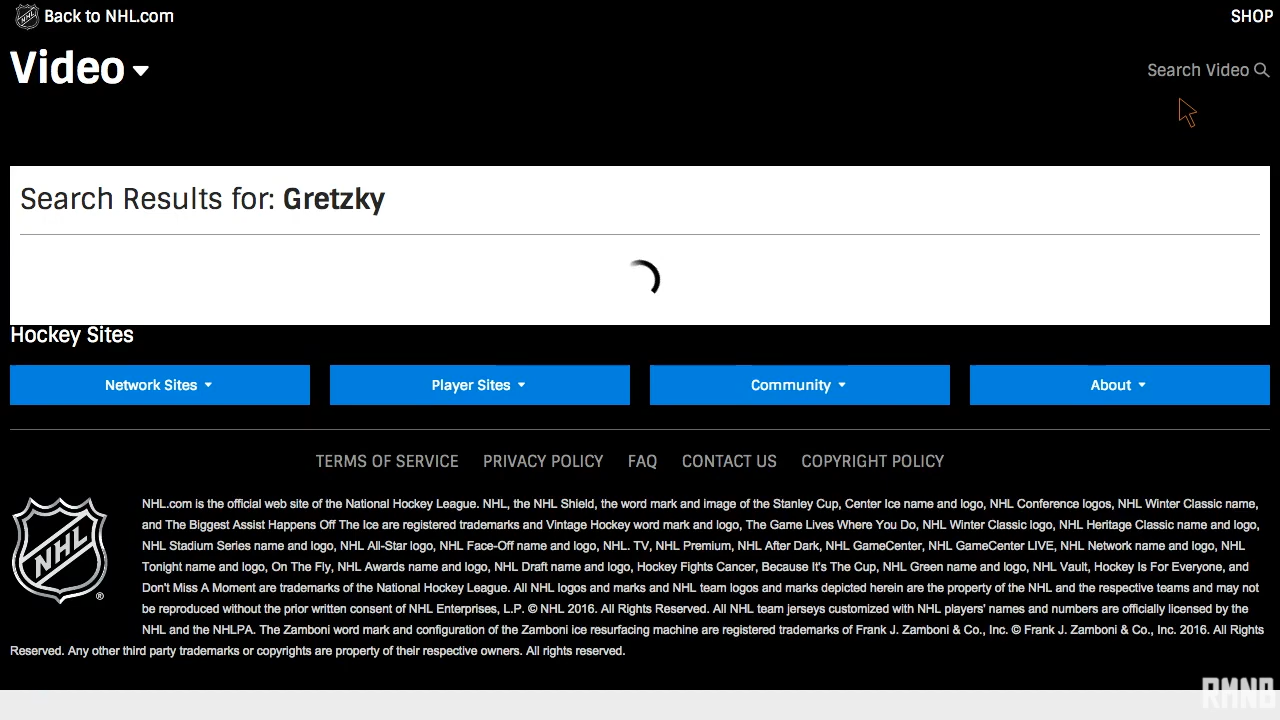 Back to NHL.com
SHOP
Video
Search Video
Search Results for: Gretzky
Hockey Sites
Network Sites
Player Sites
Community
About
TERMS OF SERVICE
PRIVACY POLICY
FAQ
CONTACT US
COPYRIGHT POLICY
NHL.com is the official web site of the National Hockey League. NHL, the NHL Shield, the word mark and image of the Stanley Cup, Center Ice name and logo, NHL Conference logos, NHL Winter Classic name,
and The Biggest Assist Happens Off The Ice are registered trademarks and Vintage Hockey word mark and logo, The Game Lives Where You Do, NHL Winter Classic logo, NHL Heritage Classic name and logo,
NHL Stadium Series name and logo, NHL All-Star logo, NHL Face-Off name and logo, NHL. TV, NHL Premium, NHL After Dark, NHL GameCenter, NHL GameCenter LIVE, NHL Network name and logo, NHL
Tonight name and logo, On The Fly, NHL Awards name and logo, NHL Draft name and logo, Hockey Fights Cancer, Because It's The Cup, NHL Green name and logo, NHL Vault, Hockey Is For Everyone, and
Don't Miss A Moment are trademarks of the National Hockey League. All NHL logos and marks and NHL team logos and marks depicted herein are the property of the NHL and the respective teams and may not
be reproduced without the prior written consent of NHL Enterprises, L.P. © NHL 2016. All Rights Reserved. All NHL team jerseys customized with NHL players' names and numbers are officially licensed by the
NHL and the NHLPA. The Zamboni word mark and configuration of the Zamboni ice resurfacing machine are registered trademarks of Frank J. Zamboni & Co., Inc. © Frank J. Zamboni & Co., Inc. 2016. All Rights
Reserved. Any other third party trademarks or copyrights are property of their respective owners. All rights reserved.
NHL
®
RMNB